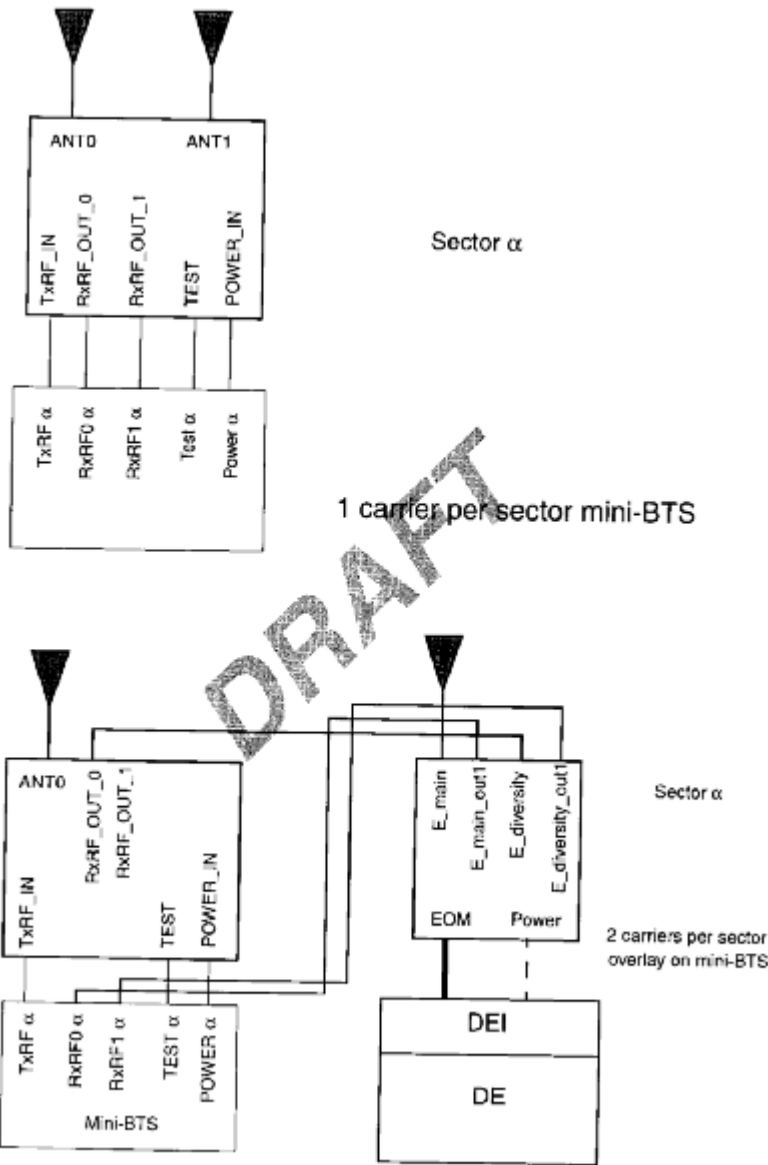 ANT0 ANT1
TxRF_IN
RxRF_OUT_0
RxRF_OUT_1
TEST
POWER_IN
Sector α
TxRF α
RxRF0 α
RxRF1 α
Test α
Power α
1 carrier per sector mini-BTS
DRAFT
ANT0
RxRF_OUT_0
RxRF_OUT_1
TxRF_IN
TEST
POWER_IN
E_main
E_main_out1
E_diversity
E_diversity_out1
EOM Power
Sector α
2 carriers per sector
overlay on mini-BTS
TxRF α
RxRF0 α
RxRF1 α
TEST α
POWER α
Mini-BTS
DEI
DE